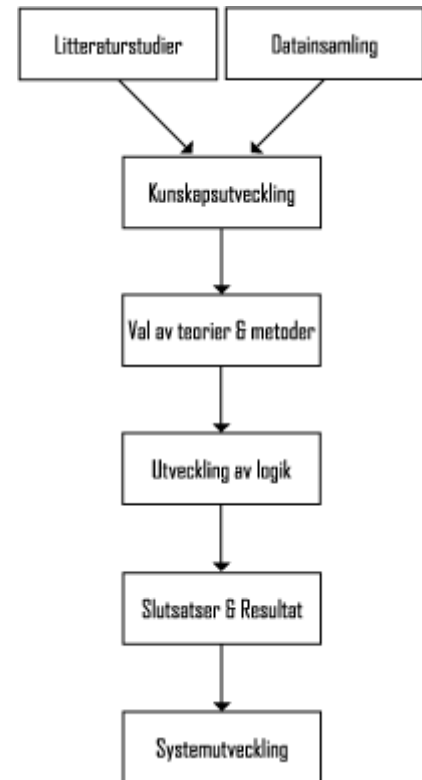 Litteraturstudier
Datainsamling
Kunskapsutveckling
Val av teorier & metoder
Utveckling av logik
Slutsatser & Resultat
Systemutveckling